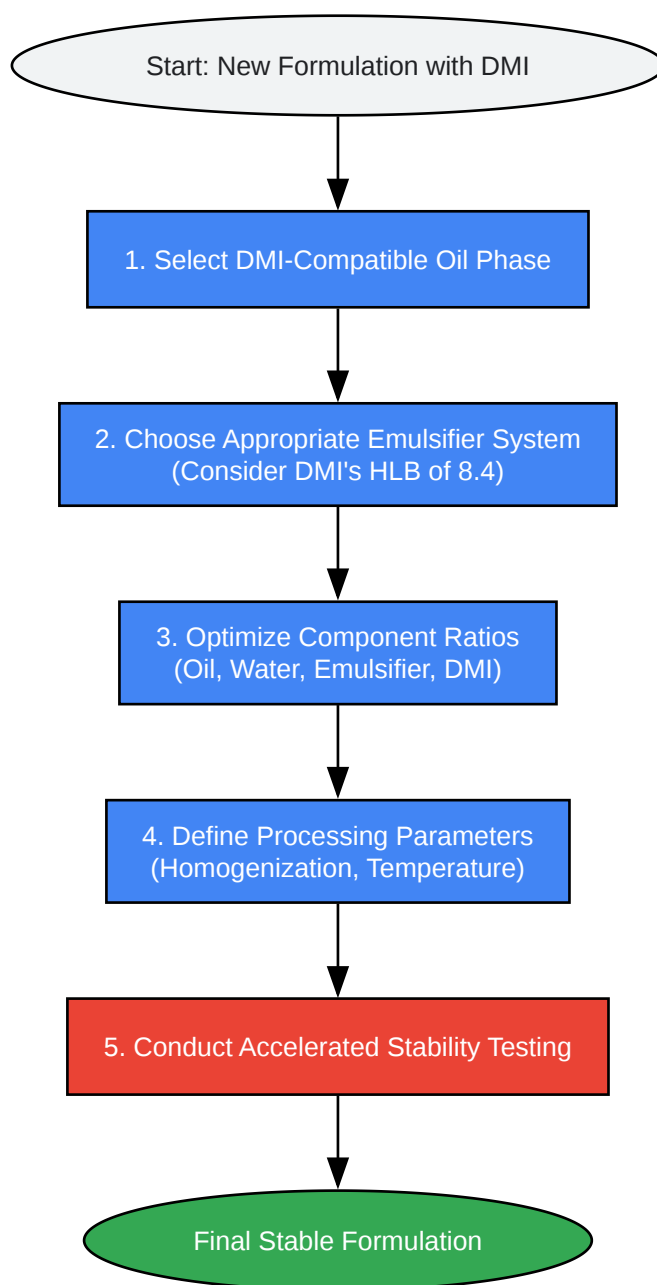 Start: New Formulation with DMI
1. Select DMI-Compatible Oil Phase
2. Choose Appropriate Emulsifier System
(Consider DMI's HLB of 8.4)
3. Optimize Component Ratios
(Oil, Water, Emulsifier, DMI)
4. Define Processing Parameters
(Homogenization, Temperature)
5. Conduct Accelerated Stability Testing
Final Stable Formulation